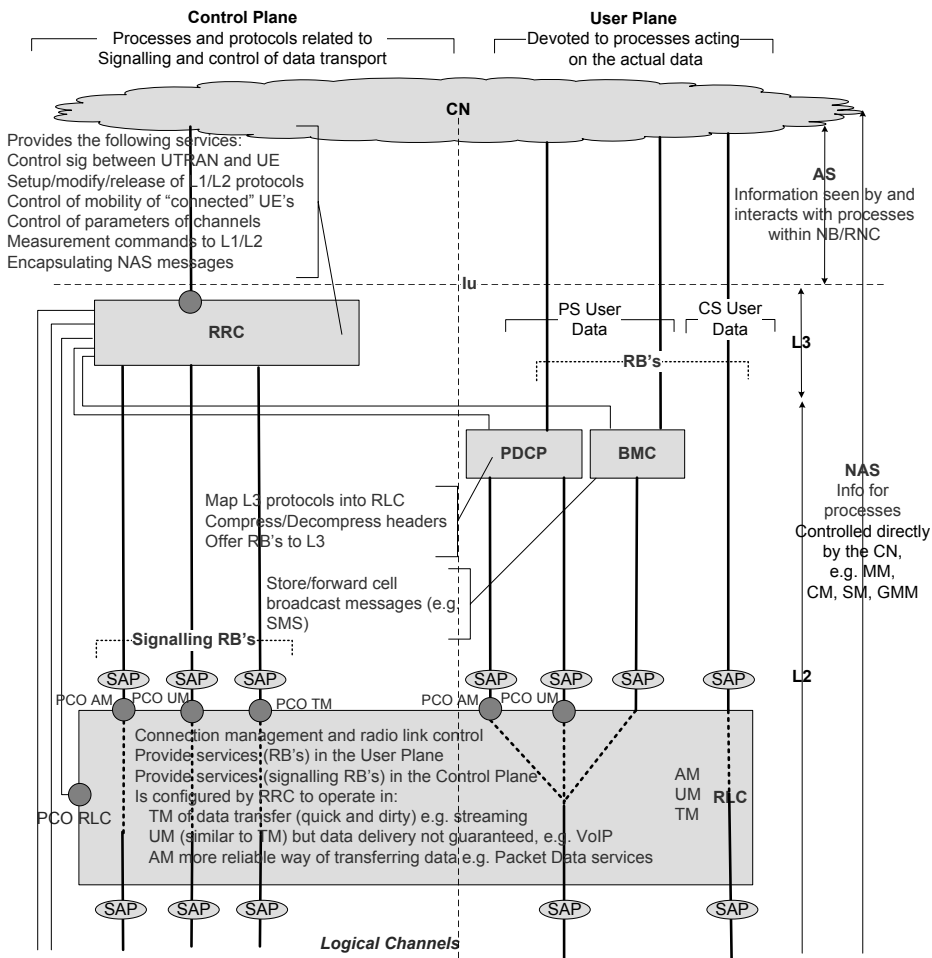 Control Plane
Processes and protocols related to
Signalling and control of data transport
User Plane
Devoted to processes acting
on the actual data
CN
Provides the following services:
Control sig between UTRAN and UE
Setup/modify/release of L1/L2 protocols
Control of mobility of “connected” UE’s
Control of parameters of channels
Measurement commands to L1/L2
Encapsulating NAS messages
AS
Information seen by and
interacts with processes
within NB/RNC
Iu
RRC
PS User
Data
CS User
Data
RB's
L3
PDCP
BMC
Map L3 protocols into RLC
Compress/Decompress headers
Offer RB's to L3
NAS
Info for
processes
Controlled directly
by the CN,
e.g. MM,
CM, SM, GMM
Store/forward cell
broadcast messages (e.g.
SMS)
Signalling RB's
SAP
SAP
SAP
SAP
SAP
SAP
SAP
L2
PCO AM
PCO UM
PCO TM
PCO AM
PCO UM
Connection management and radio link control
Provide services (RB's) in the User Plane
Provide services (signalling RB's) in the Control Plane
Is configured by RRC to operate in:
TM of data transfer (quick and dirty) e.g. streaming
UM (similar to TM) but data delivery not guaranteed, e.g. VoIP
AM more reliable way of transferring data e.g. Packet Data services
AM
UM
TM
RLC
PCO RLC
SAP
SAP
SAP
SAP
SAP
Logical Channels